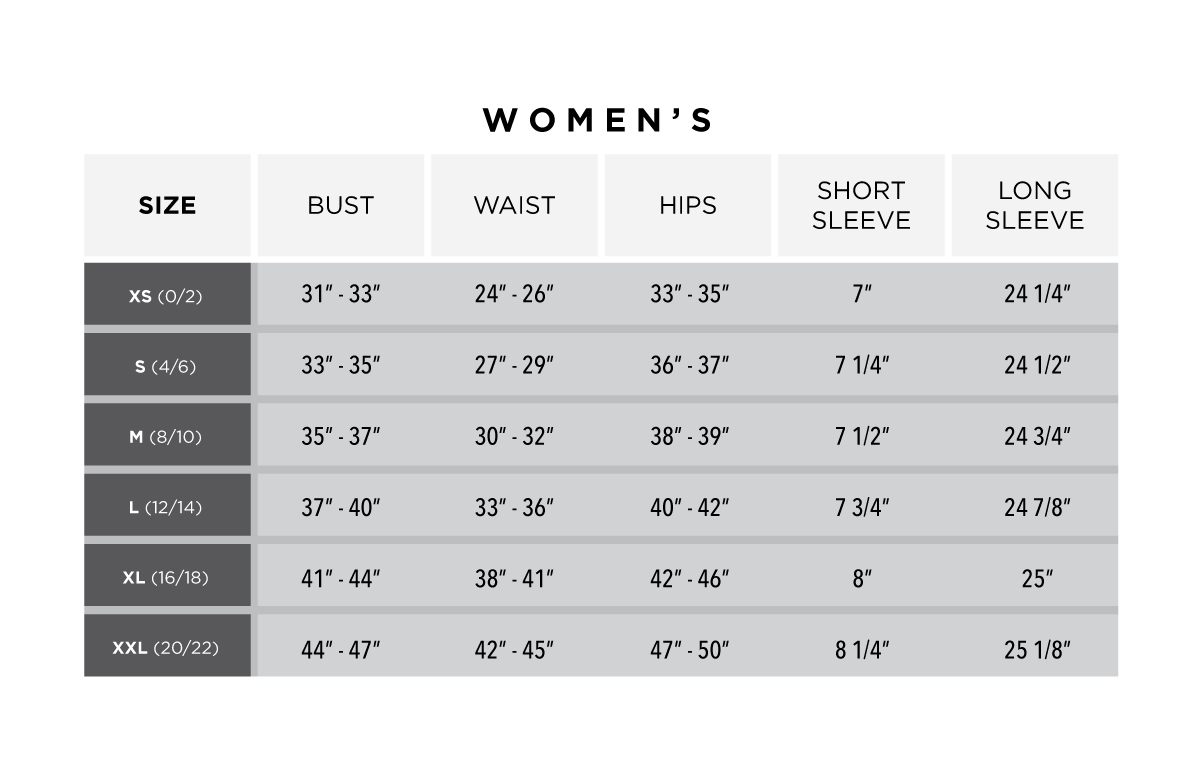 WOMEN’S
SIZE BUST WAIST HIPS SHORT SLEEVE LONG SLEEVE
XS (0/2) 31" - 33" 24" - 26" 33" - 35" 7" 24 1/4"
S (4/6) 33" - 35" 27" - 29" 36" - 37" 7 1/4" 24 1/2"
M (8/10) 35" - 37" 30" - 32" 38" - 39" 7 1/2" 24 3/4"
L (12/14) 37" - 40" 33" - 36" 40" - 42" 7 3/4" 24 7/8"
XL (16/18) 41" - 44" 38" - 41" 42" - 46" 8" 25"
XXL (20/22) 44" - 47" 42" - 45" 47" - 50" 8 1/4" 25 1/8"